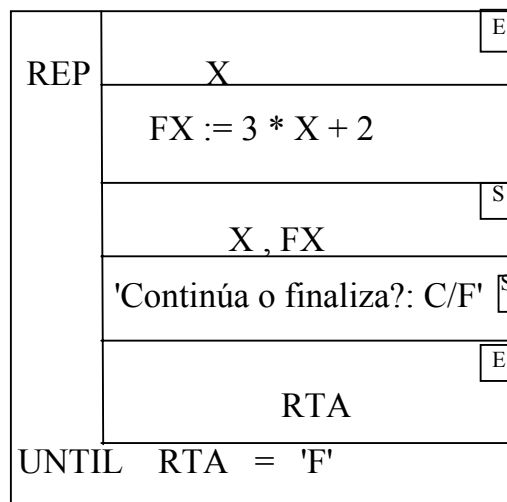 E
REP X
FX := 3 * X + 2
S
X , FX
'Continúa o finaliza?: C/F' S
E
RTA
UNTIL RTA = 'F'